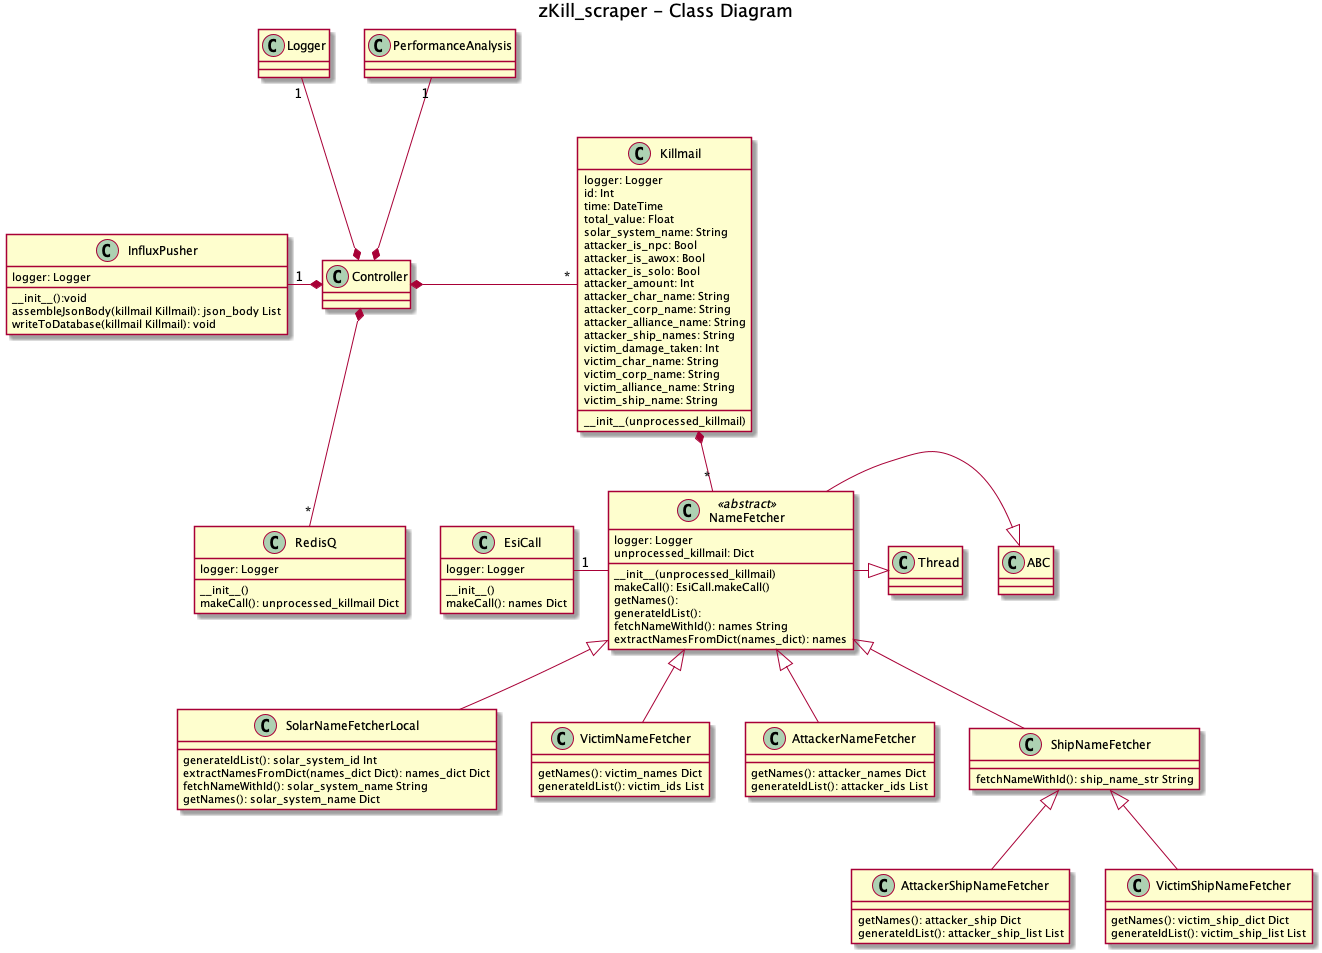 zKill_scraper - Class Diagram
C Logger
C PerformanceAnalysis
1
1
C Killmail
logger: Logger
id: Int
time: DateTime
total_value: Float
solar_system_name: String
attacker_is_npc: Bool
attacker_is_awox: Bool
attacker_is_solo: Bool
attacker_amount: Int
attacker_char_name: String
attacker_corp_name: String
attacker_alliance_name: String
attacker_ship_names: String
victim_damage_taken: Int
victim_char_name: String
victim_corp_name: String
victim_alliance_name: String
victim_ship_name: String
__init__(unprocessed_killmail)
C InfluxPusher
logger: Logger
__init__():void
assembleJsonBody(killmail Killmail): json_body List
writeToDatabase(killmail Killmail): void
1
C Controller
*
*
*
C RedisQ
logger: Logger
__init__()
makeCall(): unprocessed_killmail Dict
C EsiCall
logger: Logger
__init__()
makeCall(): names Dict
1
C «abstract»
NameFetcher
logger: Logger
unprocessed_killmail: Dict
__init__(unprocessed_killmail)
makeCall(): EsiCall.makeCall()
getNames():
generateIdList():
fetchNameWithId(): names String
extractNamesFromDict(names_dict): names
C Thread
C ABC
C SolarNameFetcherLocal
generateIdList(): solar_system_id Int
extractNamesFromDict(names_dict Dict): names_dict Dict
fetchNameWithId(): solar_system_name String
getNames(): solar_system_name Dict
C VictimNameFetcher
getNames(): victim_names Dict
generateIdList(): victim_ids List
C AttackerNameFetcher
getNames(): attacker_names Dict
generateIdList(): attacker_ids List
C ShipNameFetcher
fetchNameWithId(): ship_name_str String
C AttackerShipNameFetcher
getNames(): attacker_ship Dict
generateIdList(): attacker_ship_list List
C VictimShipNameFetcher
getNames(): victim_ship_dict Dict
generateIdList(): victim_ship_list List